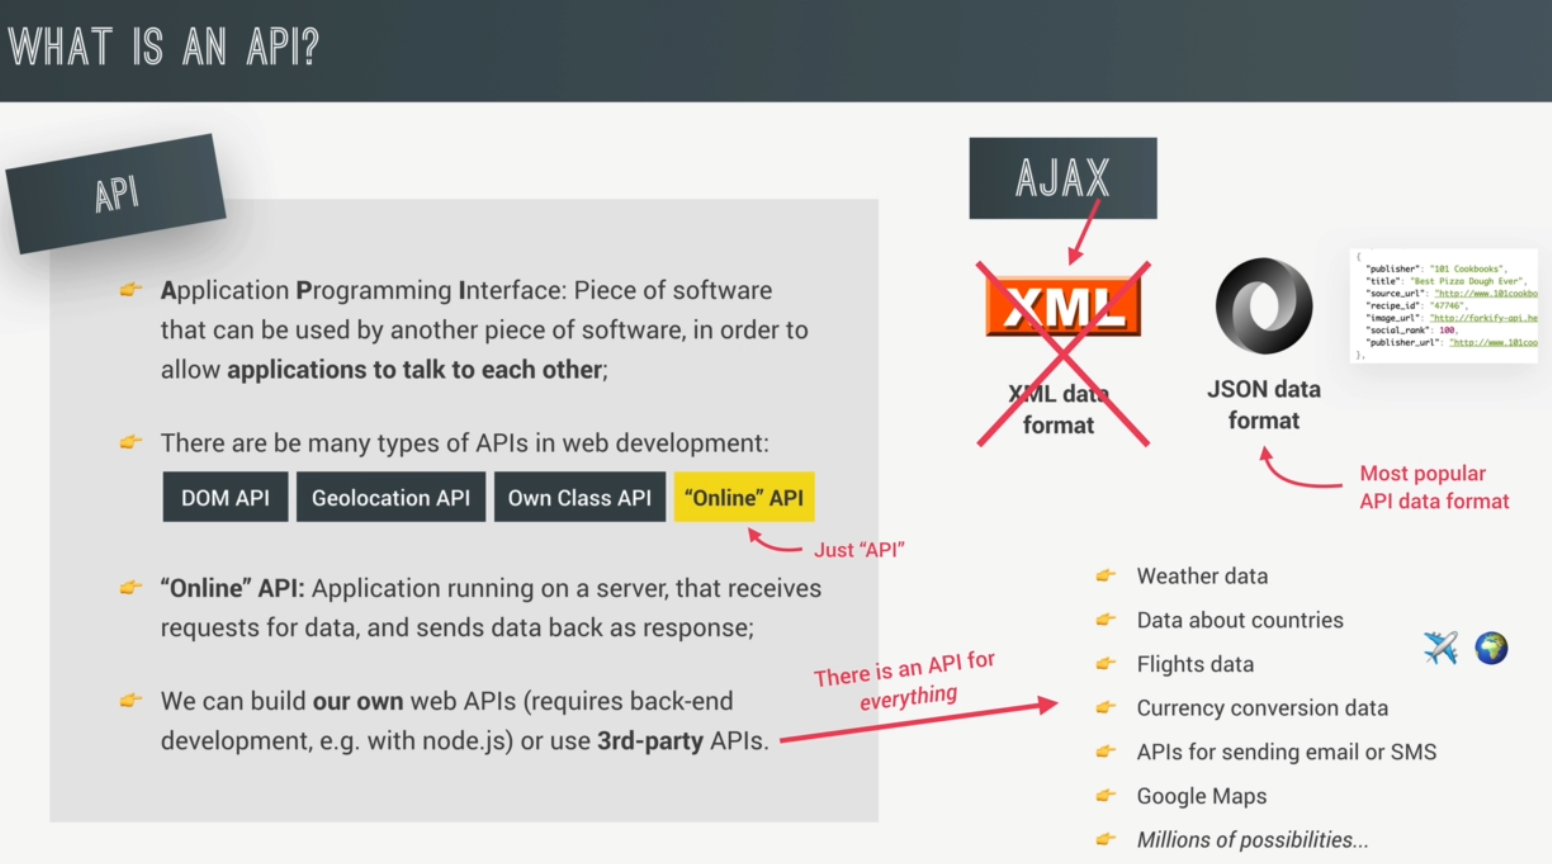 WHAT IS AN API?
API
Application Programming Interface: Piece of software
that can be used by another piece of software, in order to
allow applications to talk to each other;
There are be many types of APIs in web development:
DOM API
Geolocation API
Own Class API
“Online” API
Just “API”
“Online” API: Application running on a server, that receives
requests for data, and sends data back as response;
We can build our own web APIs (requires back-end
development, e.g. with node.js) or use 3rd-party APIs.
There is an API for
everything
AJAX
XML
XML data
format
JSON data
format
{
"publisher": "101 Cookbooks",
"title": "Best Pizza Dough Ever",
"source_url": "http://www.101cookbo
"recipe_id": "47746",
"image_url": "http://forkify-api.he
"social_rank": 100,
"publisher_url": "http://www.101coo
},
Most popular
API data format
Weather data
Data about countries
Flights data
Currency conversion data
APIs for sending email or SMS
Google Maps
Millions of possibilities...